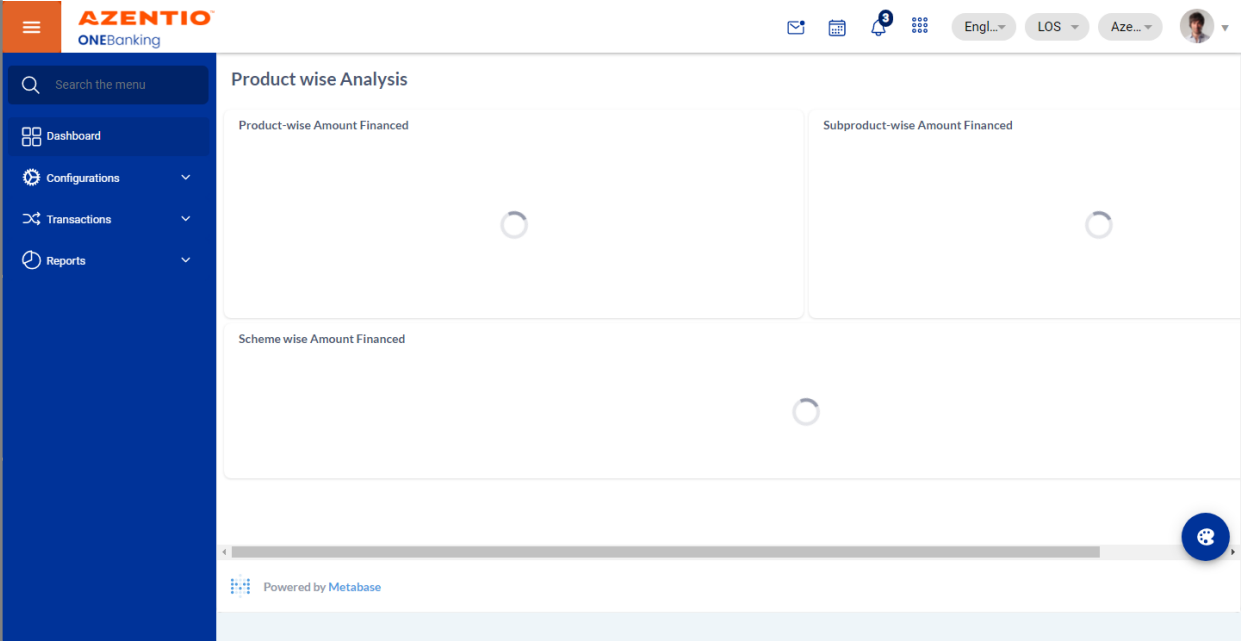 AZENTIO™
ONEBanking
3
Engl...
LOS
Aze...
Search the menu
Dashboard
Configurations
Transactions
Reports
Product wise Analysis
Product-wise Amount Financed
Subproduct-wise Amount Financed
Scheme wise Amount Financed
Powered by Metabase